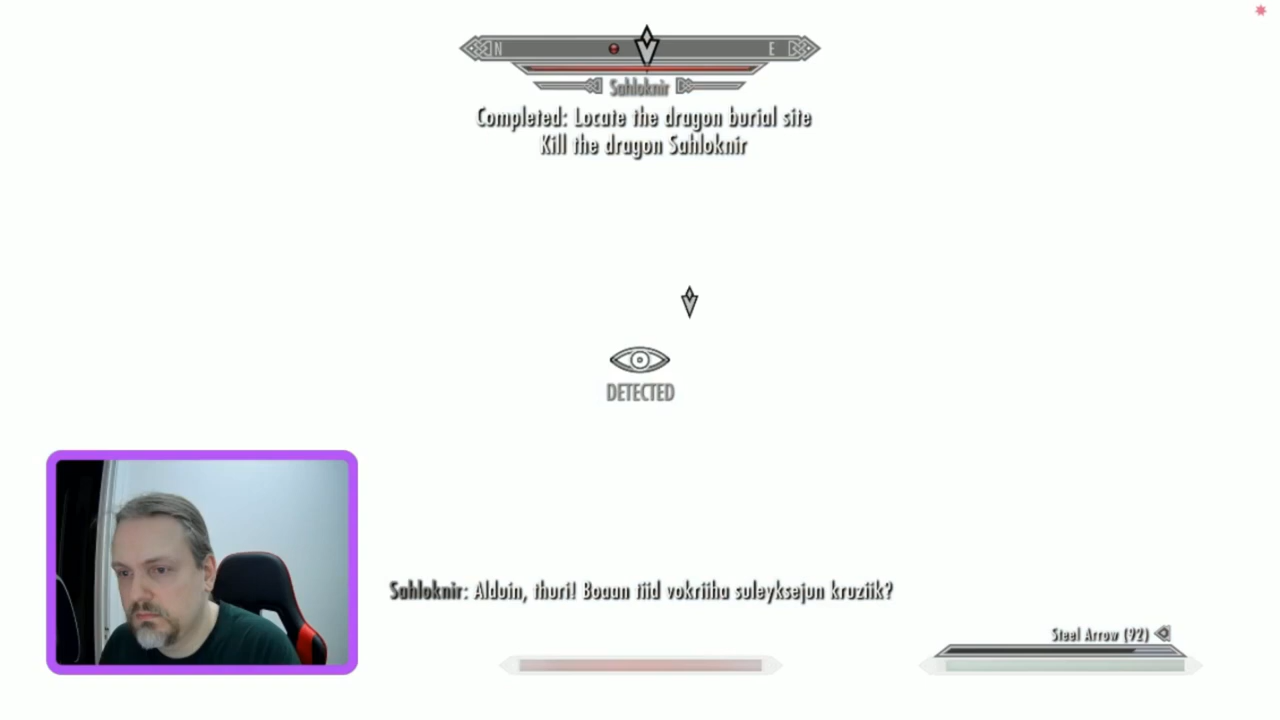 N E
Sahloknir
Completed: Locate the dragon burial site
Kill the dragon Sahloknir
DETECTED
Sahloknir: Alduin, thuri! Boaan tiid vokriiha suleyksejun kruziik?
Steel Arrow (92)